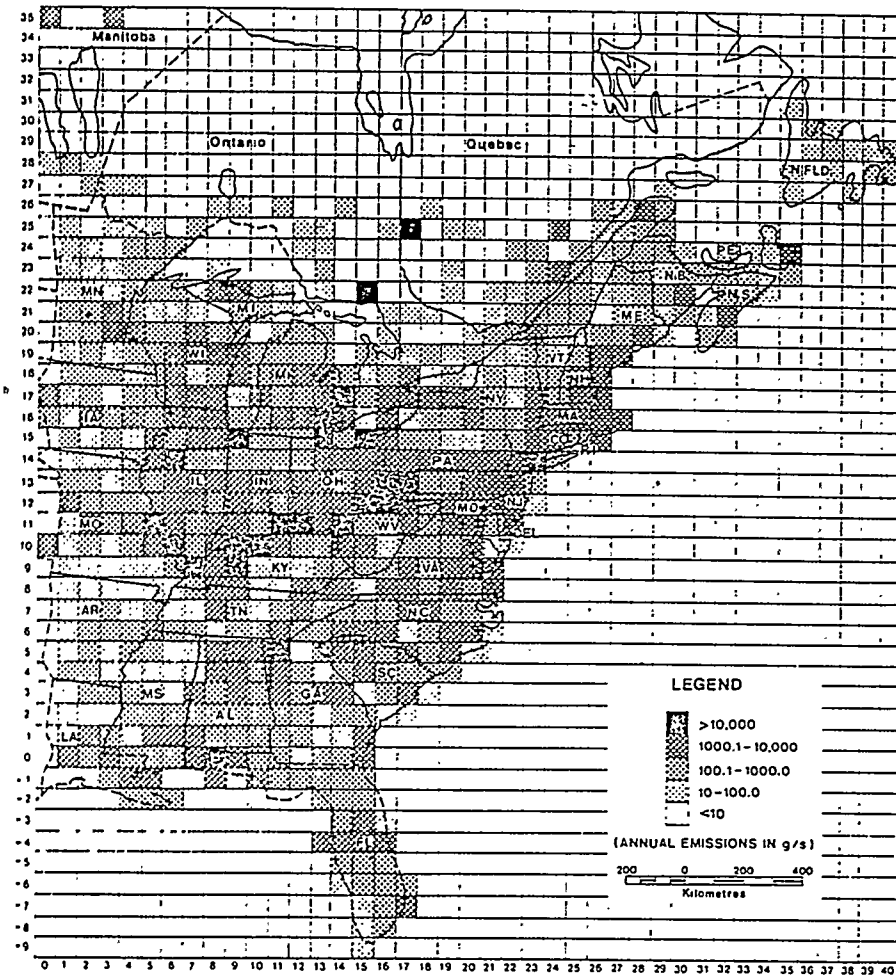 35
34
33
32
31
30
29
28
27
26
25
24
23
22
21
20
19
18
17
16
15
14
13
12
11
10
9
8
7
6
5
4
3
2
1
0
-1
-2
-3
-4
-5
-6
-7
-8
-9
Manitoba
Ontario
Quebec
NFLD.
PEI
N.B.
N.S.
MN
MI
ME
WI
MI
VT
NH
NY
IA
MA
CT
RI
PA
IL
IN
OH
NJ
MD
MO
WV
DEL
KY
VA
AR
TN
NC
SC
MS
GA
AL
LA
FL
LEGEND
>10,000
1000.1-10,000
100.1-1000.0
10-100.0
<10
(ANNUAL EMISSIONS IN g/s)
200 0 200 400
Kilometres
0 1 2 3 4 5 6 7 8 9 10 11 12 13 14 15 16 17 18 19 20 21 22 23 24 25 26 27 28 29 30 31 32 33 34 35 36 37 38 39 40